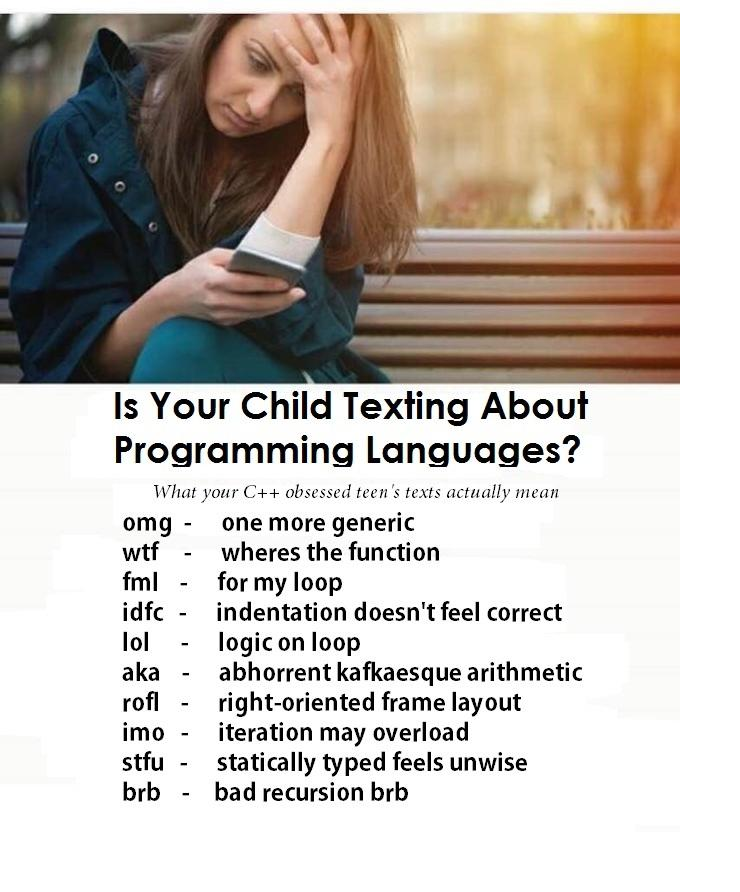 Is Your Child Texting About
Programming Languages?
What your C++ obsessed teen's texts actually mean
omg - one more generic
wtf - wheres the function
fml - for my loop
idfc - indentation doesn't feel correct
lol - logic on loop
aka - abhorrent kafkaesque arithmetic
rofl - right-oriented frame layout
imo - iteration may overload
stfu - statically typed feels unwise
brb - bad recursion brb